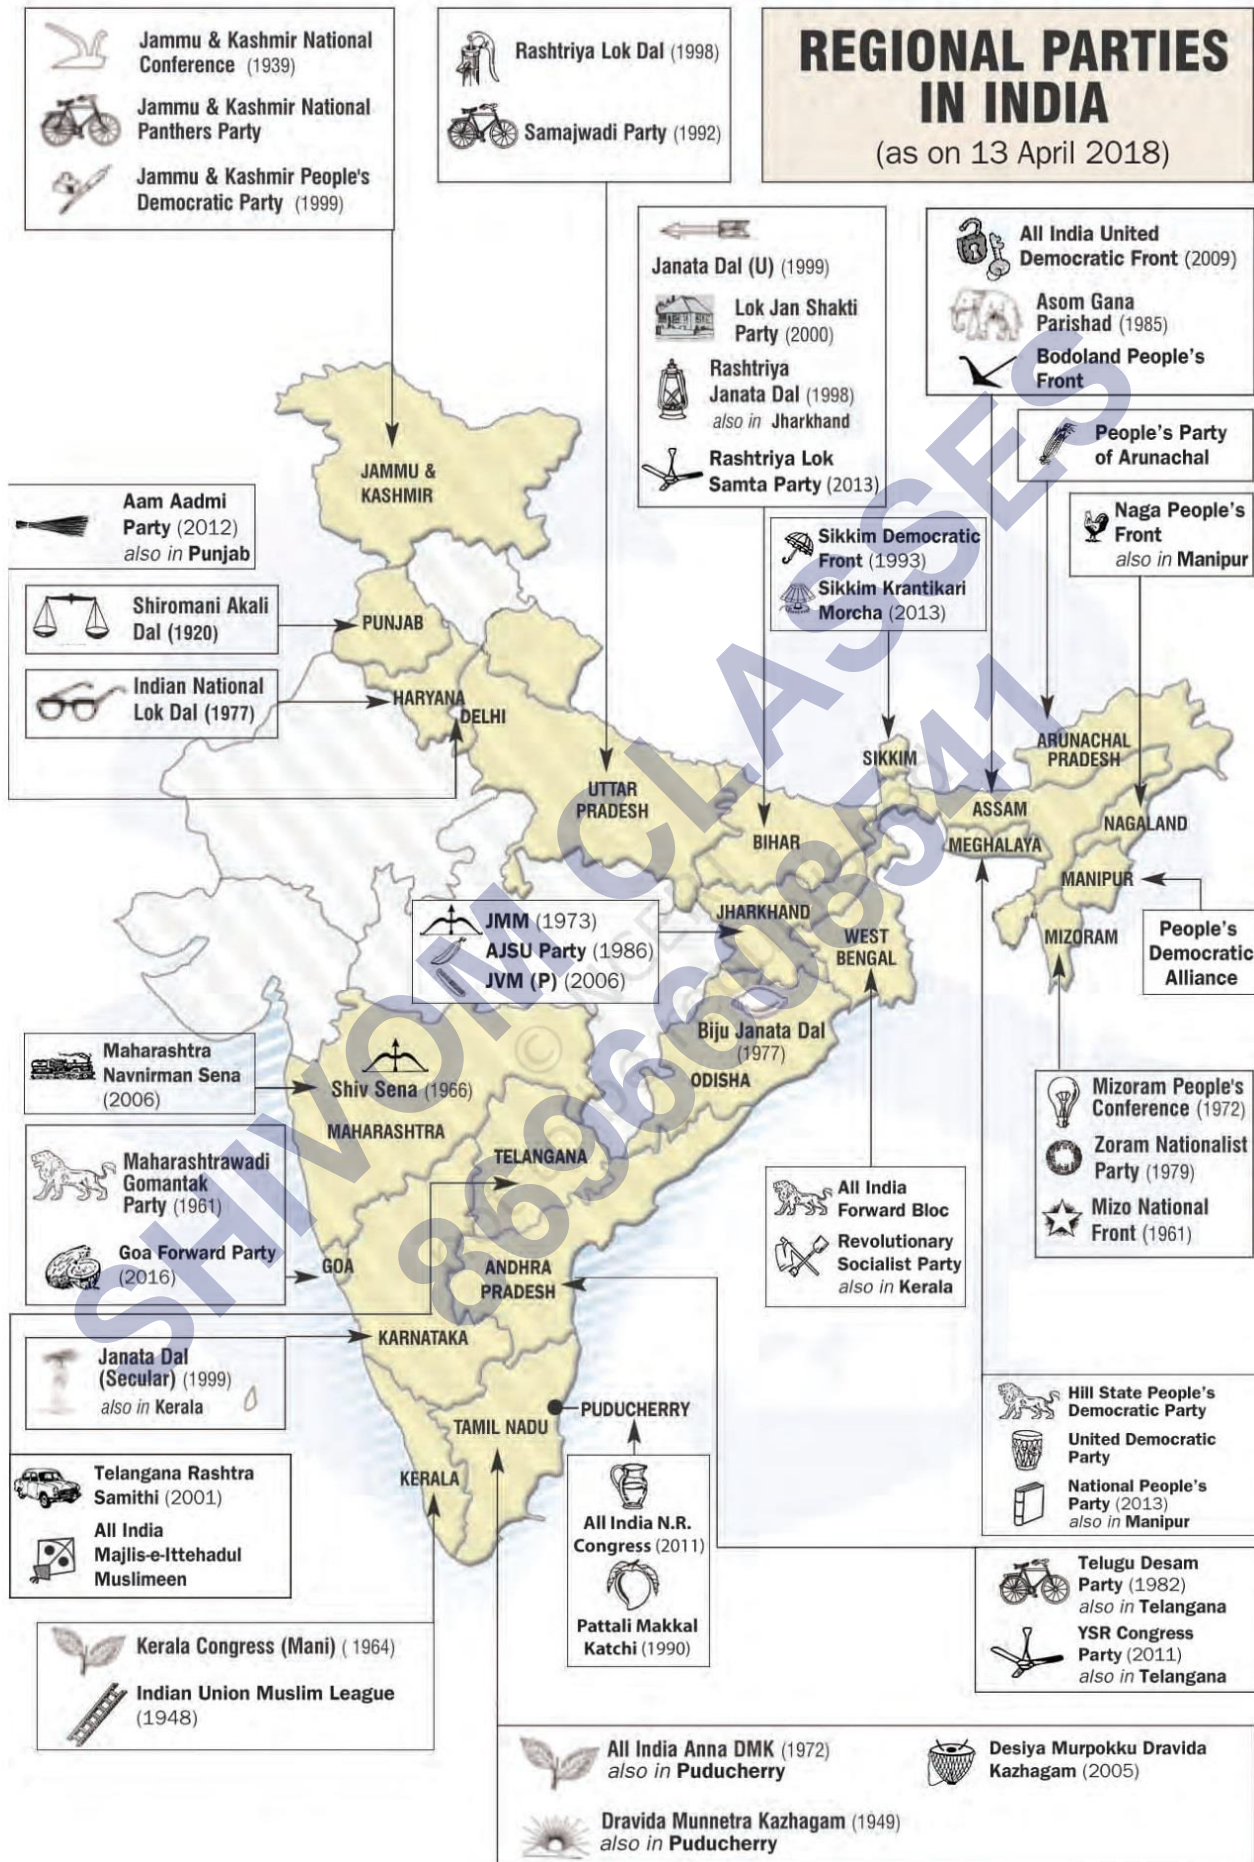 REGIONAL PARTIES
IN INDIA
(as on 13 April 2018)
Jammu & Kashmir National
Conference (1939)
Jammu & Kashmir National
Panthers Party
Jammu & Kashmir People's
Democratic Party (1999)
Rashtriya Lok Dal (1998)
Samajwadi Party (1992)
Janata Dal (U) (1999)
Lok Jan Shakti
Party (2000)
Rashtriya
Janata Dal (1998)
also in Jharkhand
Rashtriya Lok
Samta Party (2013)
All India United
Democratic Front (2009)
Asom Gana
Parishad (1985)
Bodoland People's
Front
People's Party
of Arunachal
Naga People's
Front
also in Manipur
Sikkim Democratic
Front (1993)
Sikkim Krantikari
Morcha (2013)
Aam Aadmi
Party (2012)
also in Punjab
Shiromani Akali
Dal (1920)
Indian National
Lok Dal (1977)
JAMMU &
KASHMIR
PUNJAB
HARYANA
DELHI
UTTAR
PRADESH
BIHAR
SIKKIM
ARUNACHAL
PRADESH
ASSAM
NAGALAND
MEGHALAYA
MANIPUR
MIZORAM
JHARKHAND
WEST
BENGAL
JMM (1973)
AJSU Party (1986)
JVM (P) (2006)
People's
Democratic
Alliance
Biju Janata Dal
(1977)
ODISHA
Maharashtra
Navnirman Sena
(2006)
Shiv Sena (1966)
MAHARASHTRA
TELANGANA
Maharashtrawadi
Gomantak
Party (1961)
Goa Forward Party
(2016)
GOA
ANDHRA
PRADESH
KARNATAKA
Mizoram People's
Conference (1972)
Zoram Nationalist
Party (1979)
Mizo National
Front (1961)
All India
Forward Bloc
Revolutionary
Socialist Party
also in Kerala
Janata Dal
(Secular) (1999)
also in Kerala
TAMIL NADU
PUDUCHERRY
KERALA
Telangana Rashtra
Samithi (2001)
All India
Majlis-e-Ittehadul
Muslimeen
All India N.R.
Congress (2011)
Pattali Makkal
Katchi (1990)
Hill State People's
Democratic Party
United Democratic
Party
National People's
Party (2013)
also in Manipur
Telugu Desam
Party (1982)
also in Telangana
YSR Congress
Party (2011)
also in Telangana
Kerala Congress (Mani) ( 1964)
Indian Union Muslim League
(1948)
All India Anna DMK (1972)
also in Puducherry
Desiya Murpokku Dravida
Kazhagam (2005)
Dravida Munnetra Kazhagam (1949)
also in Puducherry
SHIVOM CLASSES
8696608541